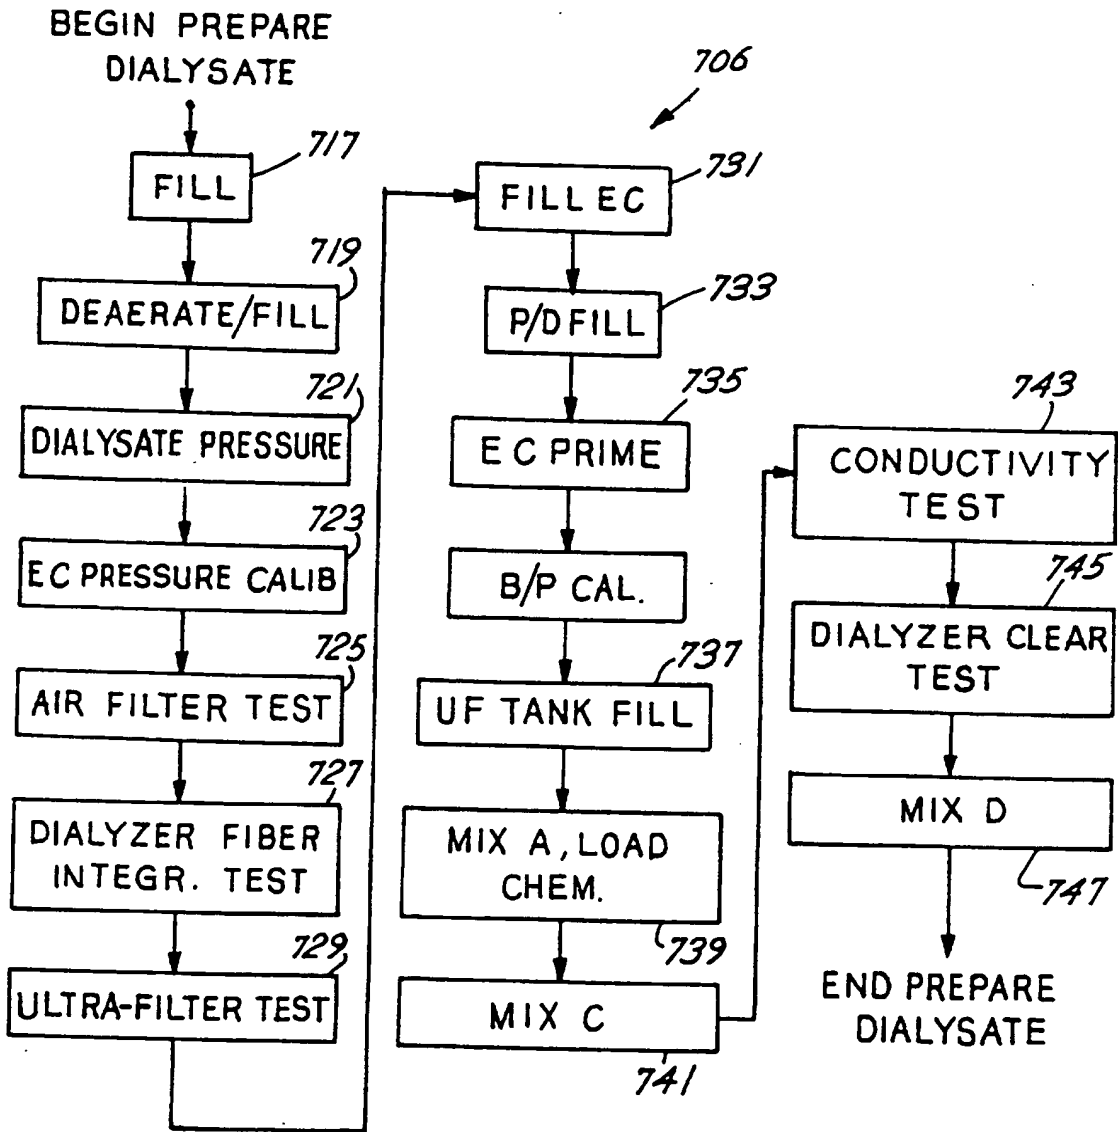 BEGIN PREPARE
DIALYSATE
717
FILL
719
DEAERATE/FILL
721
DIALYSATE PRESSURE
723
EC PRESSURE CALIB
725
AIR FILTER TEST
727
DIALYZER FIBER
INTEGR. TEST
729
ULTRA-FILTER TEST
706
731
FILL EC
733
P/D FILL
735
EC PRIME
B/P CAL.
737
UF TANK FILL
MIX A, LOAD
CHEM.
739
MIX C
741
743
CONDUCTIVITY
TEST
745
DIALYZER CLEAR
TEST
MIX D
747
END PREPARE
DIALYSATE